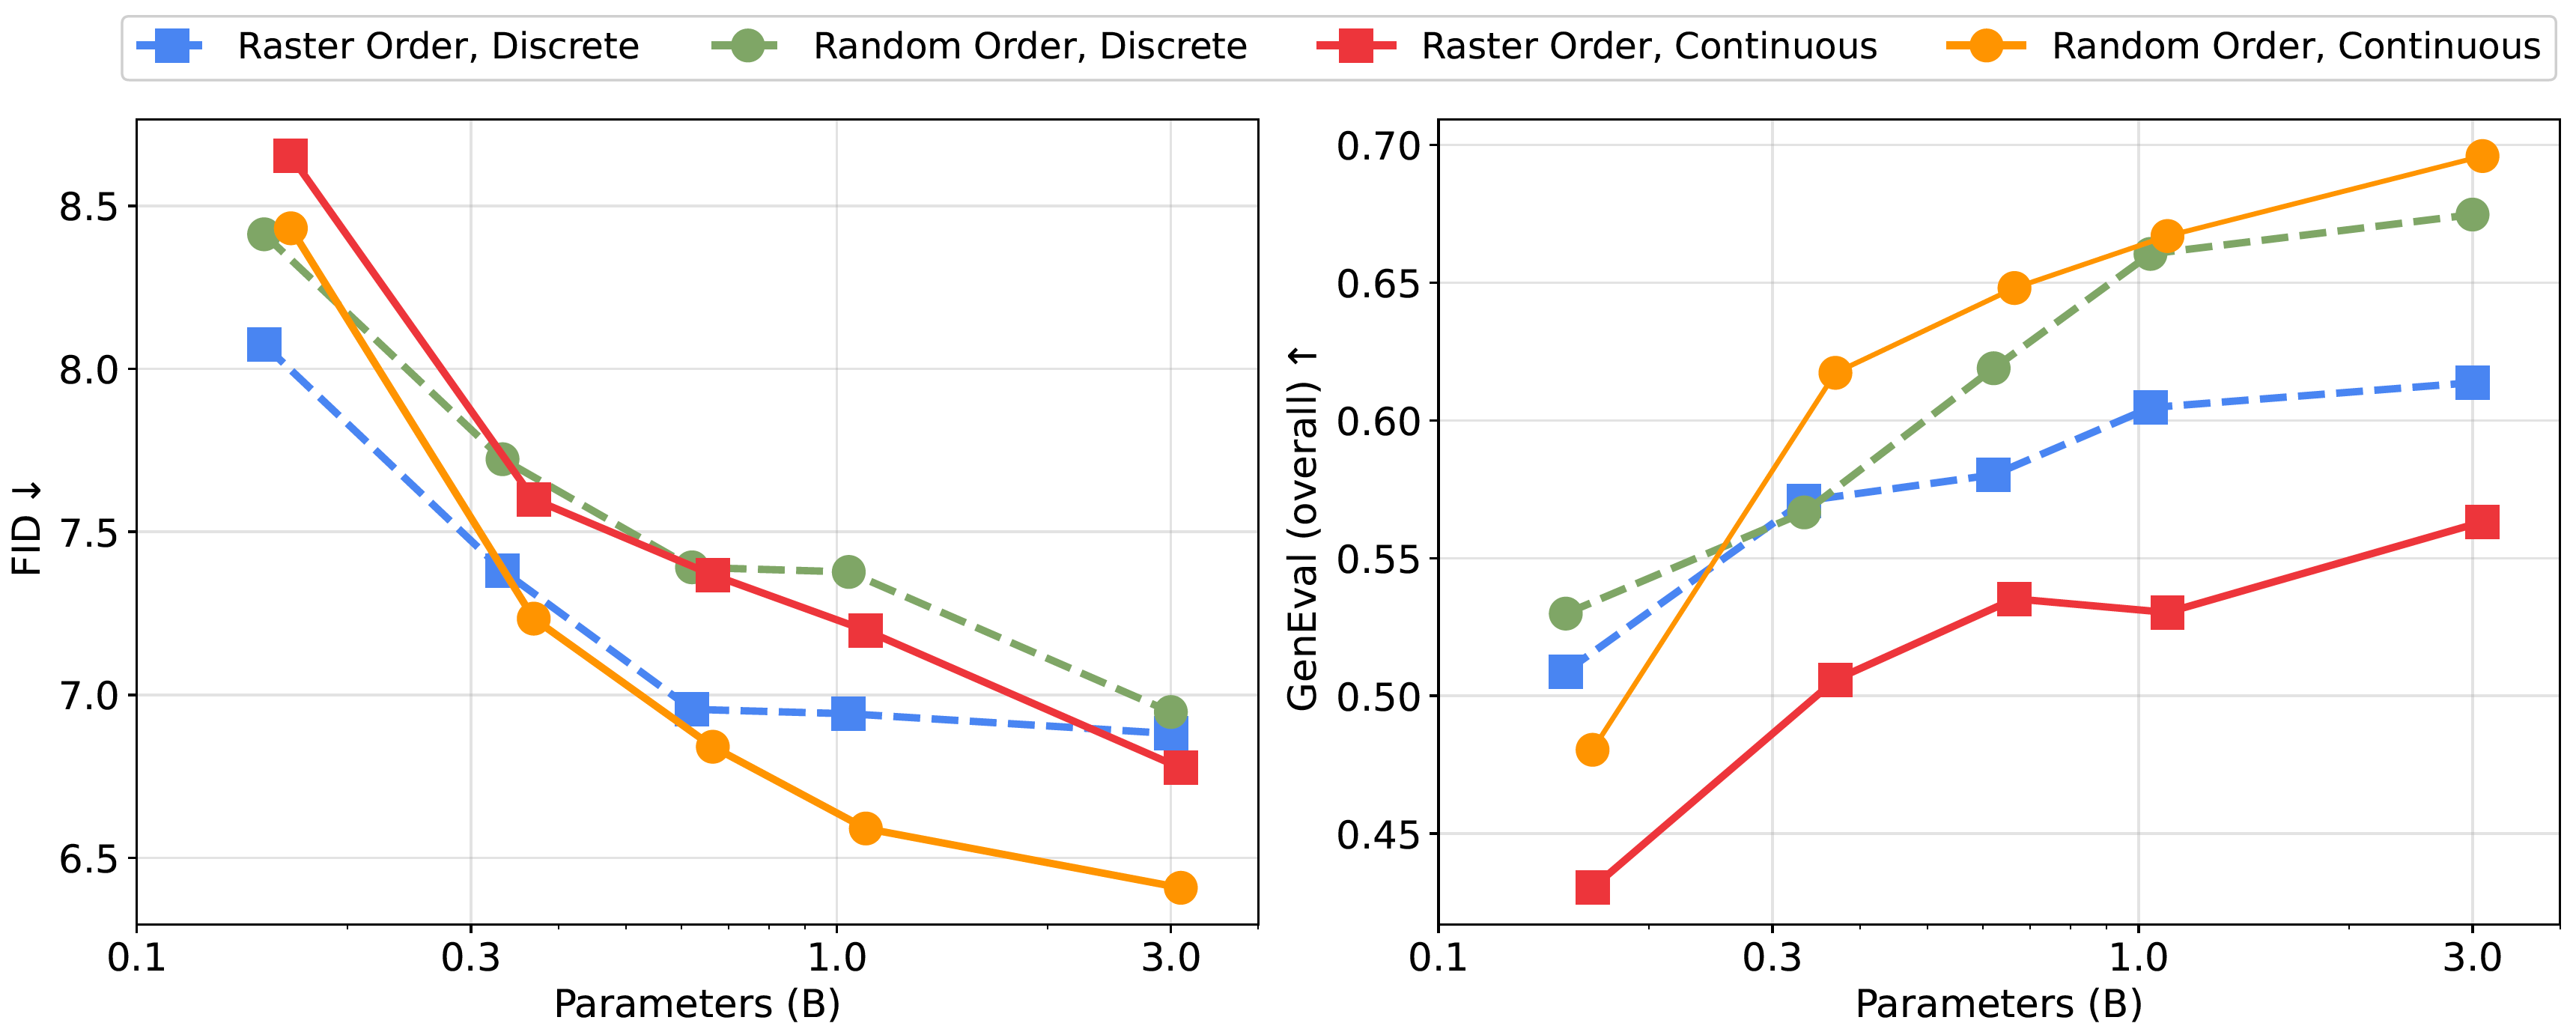 Raster Order, Discrete Random Order, Discrete Raster Order, Continuous Random Order, Continuous
FID ↓
8.5
8.0
7.5
7.0
6.5
0.1 0.3 1.0 3.0
Parameters (B)
GenEval (overall) ↑
0.70
0.65
0.60
0.55
0.50
0.45
0.1 0.3 1.0 3.0
Parameters (B)